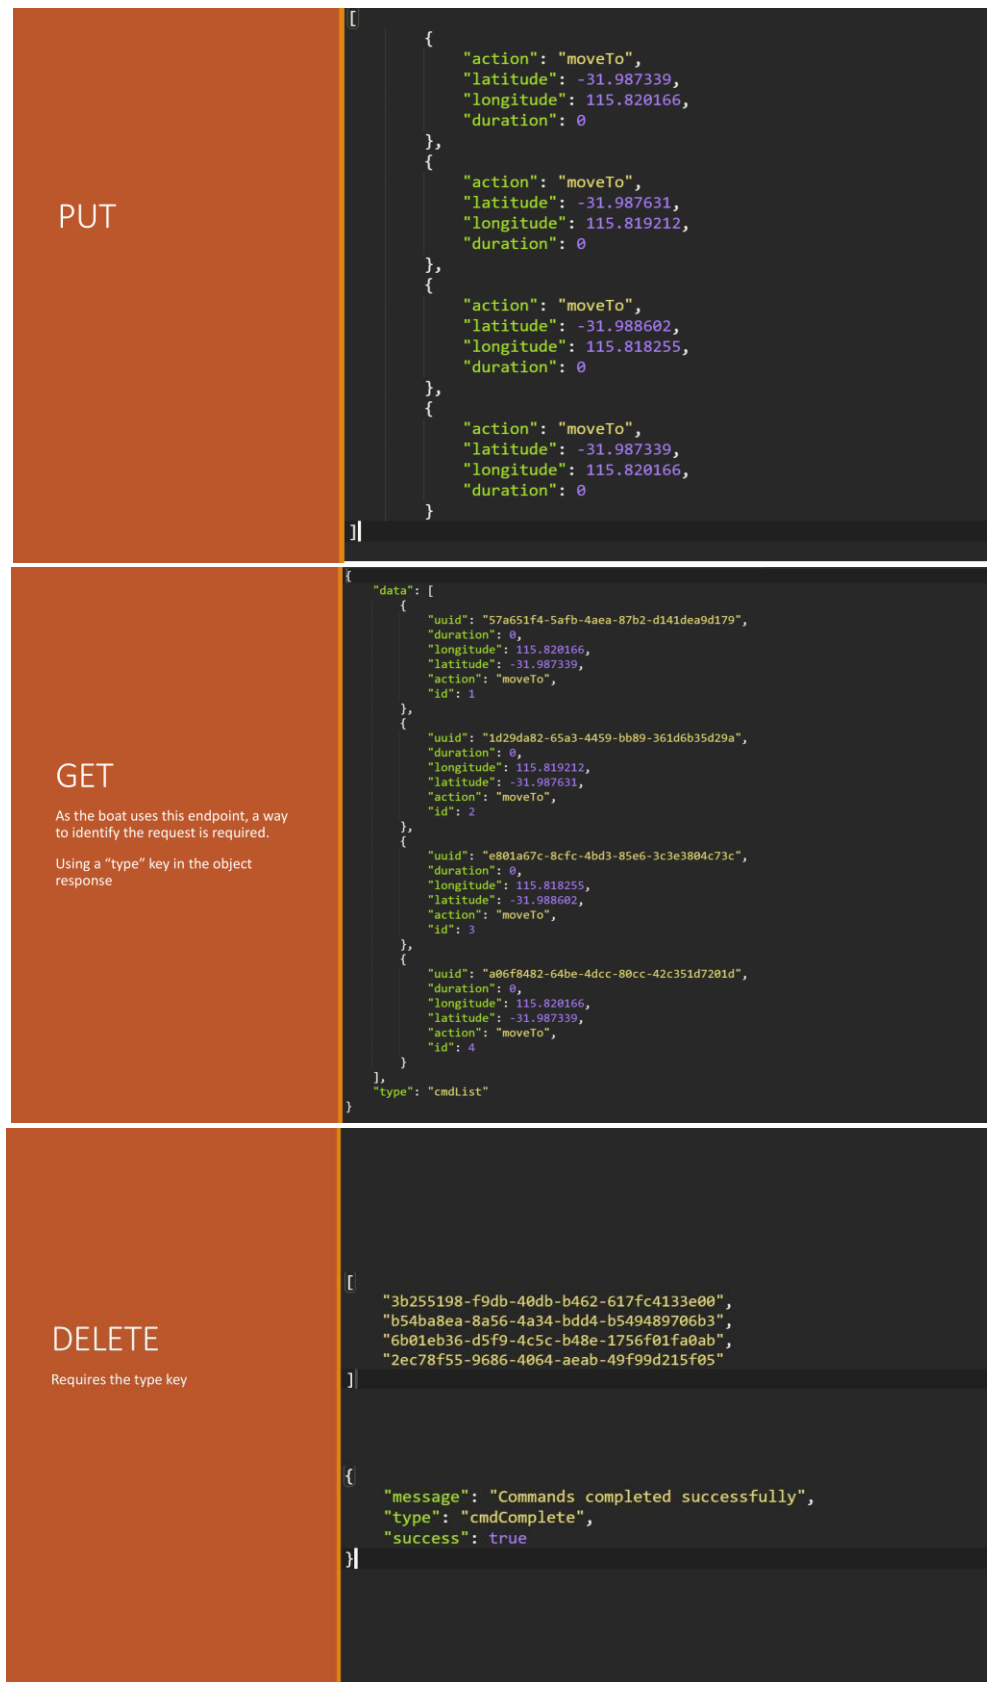 PUT
[
{
"action": "moveTo",
"latitude": -31.987339,
"longitude": 115.820166,
"duration": 0
},
{
"action": "moveTo",
"latitude": -31.987631,
"longitude": 115.819212,
"duration": 0
},
{
"action": "moveTo",
"latitude": -31.988602,
"longitude": 115.818255,
"duration": 0
},
{
"action": "moveTo",
"latitude": -31.987339,
"longitude": 115.820166,
"duration": 0
}
]
GET
As the boat uses this endpoint, a way
to identify the request is required.
Using a “type” key in the object
response
{
"data": [
{
"uuid": "57a651f4-5afb-4aea-87b2-d141dea9d179",
"duration": 0,
"longitude": 115.820166,
"latitude": -31.987339,
"action": "moveTo",
"id": 1
},
{
"uuid": "1d29da82-65a3-4459-bb89-361d6b35d29a",
"duration": 0,
"longitude": 115.819212,
"latitude": -31.987631,
"action": "moveTo",
"id": 2
},
{
"uuid": "e801a67c-8cfc-4bd3-85e6-3c3e3804c73c",
"duration": 0,
"longitude": 115.818255,
"latitude": -31.988602,
"action": "moveTo",
"id": 3
},
{
"uuid": "a06f8482-64be-4dcc-80cc-42c351d7201d",
"duration": 0,
"longitude": 115.820166,
"latitude": -31.987339,
"action": "moveTo",
"id": 4
}
],
"type": "cmdList"
}
DELETE
Requires the type key
[
"3b255198-f9db-40db-b462-617fc4133e00",
"b54ba8ea-8a56-4a34-bdd4-b549489706b3",
"6b01eb36-d5f9-4c5c-b48e-1756f01fa0ab",
"2ec78f55-9686-4064-aeab-49f99d215f05"
]
{
"message": "Commands completed successfully",
"type": "cmdComplete",
"success": true
}